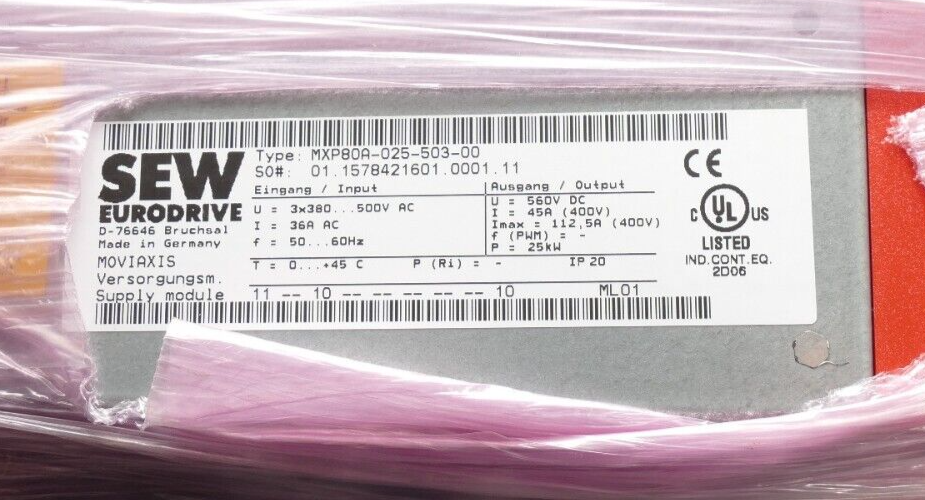 SEW
EURODRIVE
D-76646 Bruchsal
Made in Germany
MOVIAXIS
Versorgungsm.
Supply module
Type: MXP80A-025-503-00
SO#: 01.1578421601.0001.11
Eingang / Input
U = 3x380...500V AC
I = 36A AC
f = 50...60Hz
Ausgang / Output
U = 560V DC
I = 45A (400V)
Imax = 112,5A (400V)
f (PWM) = -
P = 25kW
T = 0...+45 C P (Ri) = - IP20
11 -- 10 -- -- -- -- -- 10 ML01
CE
C UL US
LISTED
IND.CONT.EQ.
2D06